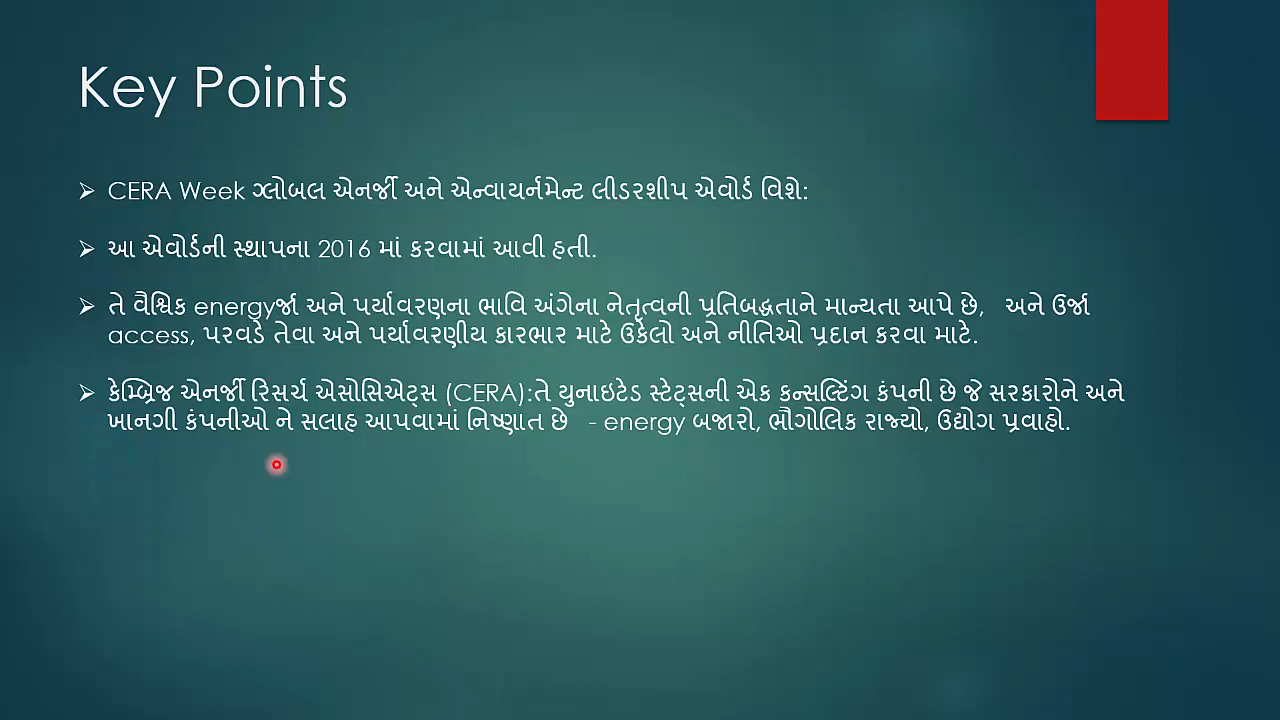 Key Points
CERA Week ગ્લોબલ એનર્જી અને એન્વાયર્નમેન્ટ લીડરશીપ એવોર્ડ વિશે:
આ એવોર્ડની સ્થાપના 2016 માં કરવામાં આવી હતી.
તે વૈશ્વિક energyર્જા અને પર્યાવરણના ભાવિ અંગેના નેતૃત્વની પ્રતિબદ્ધતાને માન્યતા આપે છે, અને ઉર્જા
access, પરવડે તેવા અને પર્યાવરણીય કારભાર માટે ઉકેલો અને નીતિઓ પ્રદાન કરવા માટે.
કેમ્બ્રિજ એનર્જી રિસર્ચ એસોસિએટ્સ (CERA):તે યુનાઇટેડ સ્ટેટ્સની એક કન્સલ્ટિંગ કંપની છે જે સરકારોને અને
ખાનગી કંપનીઓ ને સલાહ આપવામાં નિષ્ણાત છે - energy બજારો, ભૌગોલિક રાજ્યો, ઉદ્યોગ પ્રવાહો.